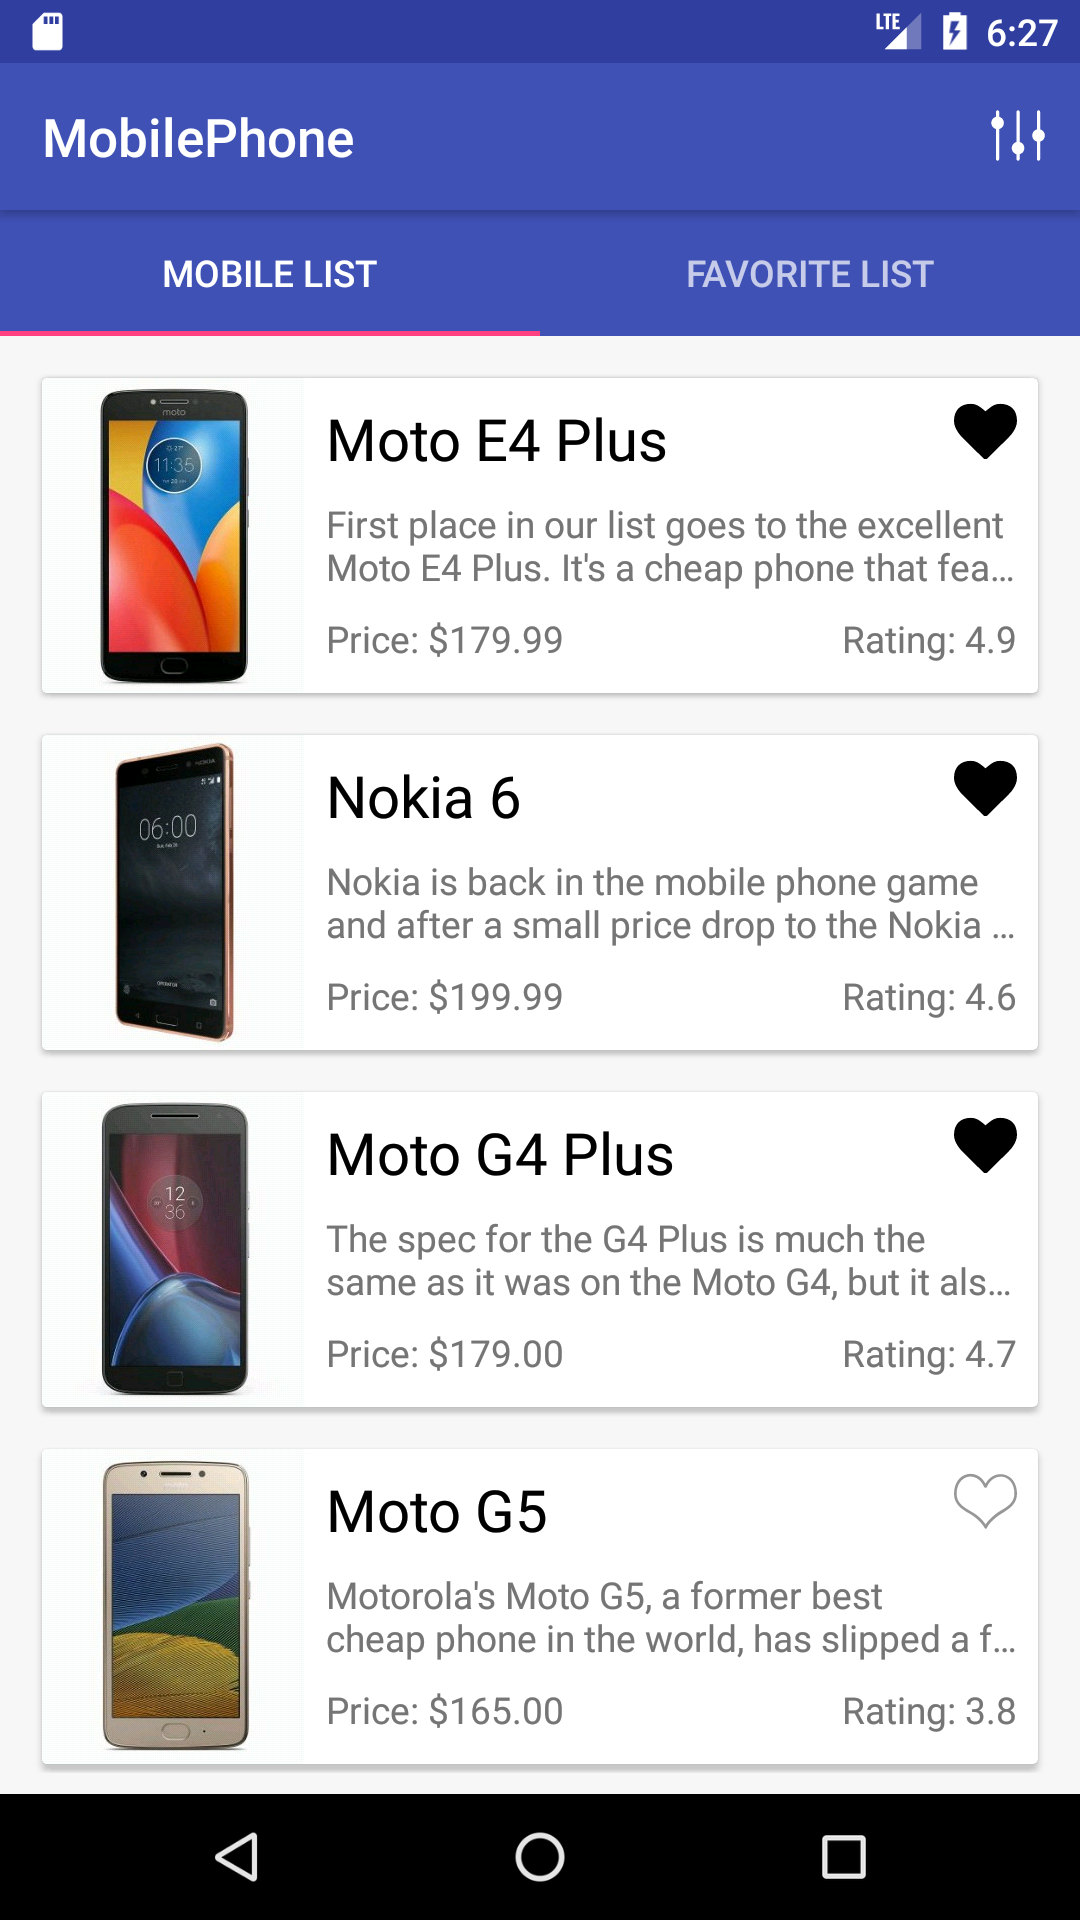 LTE 6:27
MobilePhone
MOBILE LIST FAVORITE LIST
moto
11:35
Moto E4 Plus
First place in our list goes to the excellent
Moto E4 Plus. It's a cheap phone that fea...
Price: $179.99 Rating: 4.9
NOKIA
06:00
Nokia 6
Nokia is back in the mobile phone game
and after a small price drop to the Nokia ...
Price: $199.99 Rating: 4.6
12
36
Moto G4 Plus
The spec for the G4 Plus is much the
same as it was on the Moto G4, but it als...
Price: $179.00 Rating: 4.7
Moto G5
Motorola's Moto G5, a former best
cheap phone in the world, has slipped a f...
Price: $165.00 Rating: 3.8